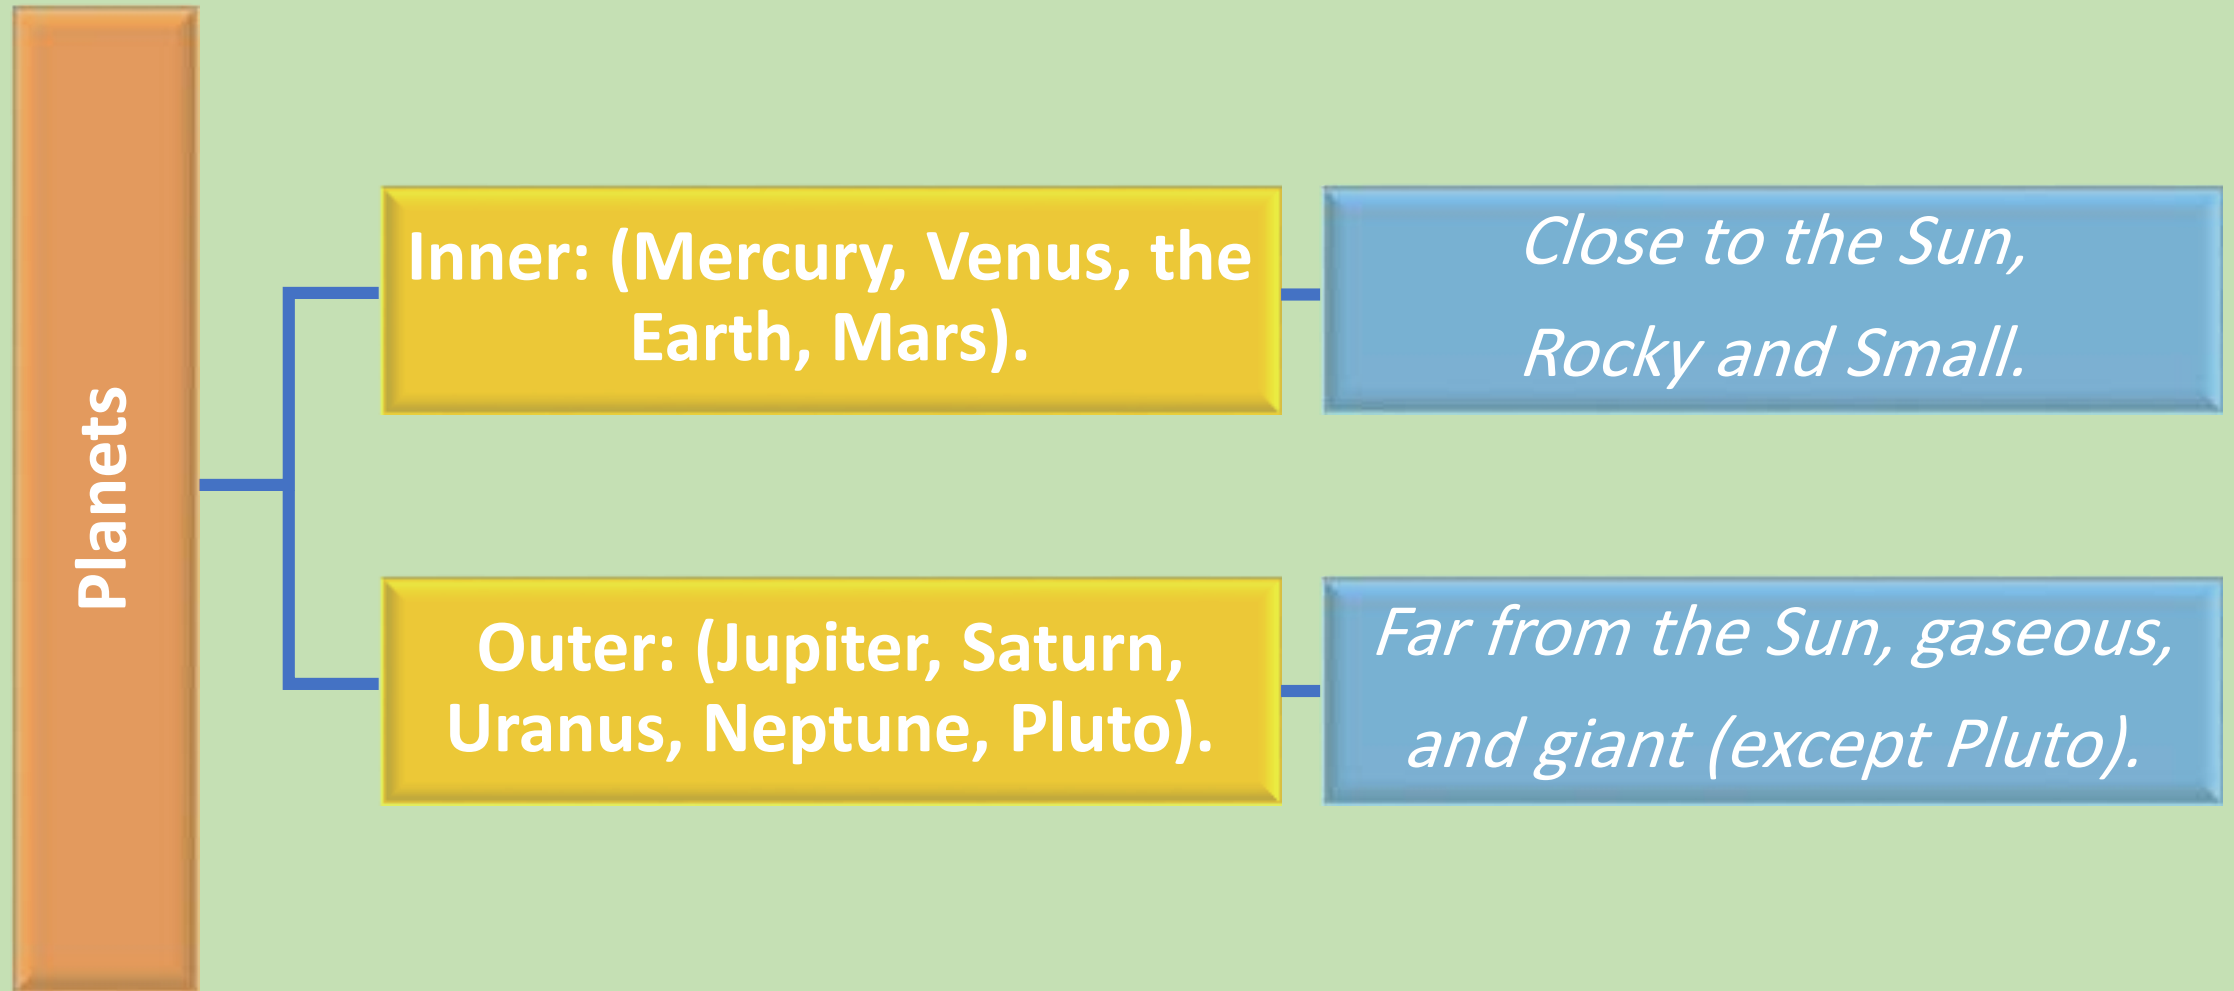 Planets
Inner: (Mercury, Venus, the
Earth, Mars).
Close to the Sun,
Rocky and Small.
Outer: (Jupiter, Saturn,
Uranus, Neptune, Pluto).
Far from the Sun, gaseous,
and giant (except Pluto).